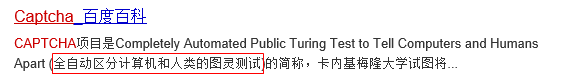 Captcha_百度百科
CAPTCHA项目是Completely Automated Public Turing Test to Tell Computers and Humans
Apart (全自动区分计算机和人类的图灵测试)的简称，卡内基梅隆大学试图将...